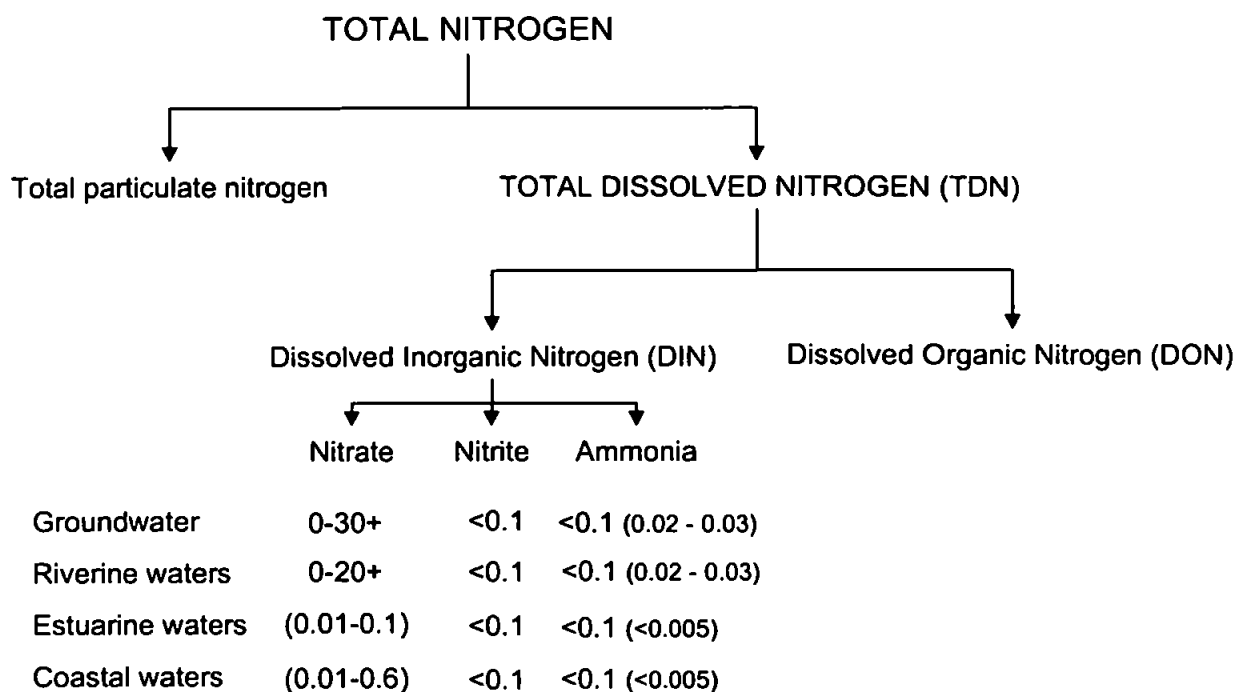 TOTAL NITROGEN
Total particulate nitrogen
TOTAL DISSOLVED NITROGEN (TDN)
Dissolved Inorganic Nitrogen (DIN)
Dissolved Organic Nitrogen (DON)
Nitrate Nitrite Ammonia
Groundwater 0-30+ <0.1 <0.1 (0.02 - 0.03)
Riverine waters 0-20+ <0.1 <0.1 (0.02 - 0.03)
Estuarine waters (0.01-0.1) <0.1 <0.1 (<0.005)
Coastal waters (0.01-0.6) <0.1 <0.1 (<0.005)